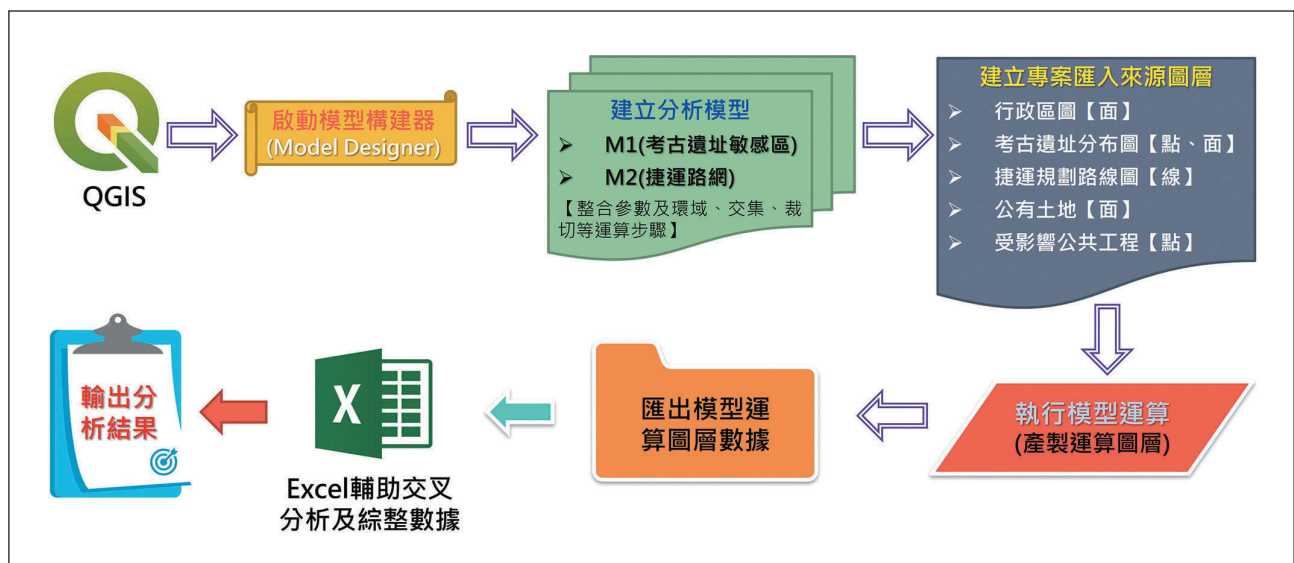 QGIS
啟動模型構建器
(Model Designer)
建立分析模型
➢ M1(考古遺址敏感區)
➢ M2(捷運路網)
【整合參數及環域、交集、裁
切等運算步驟】
建立專案匯入來源圖層
➢ 行政區圖【面】
➢ 考古遺址分布圖【點、面】
➢ 捷運規劃路線圖【線】
➢ 公有土地【面】
➢ 受影響公共工程【點】
執行模型運算
(產製運算圖層)
匯出模型運
算圖層數據
X
Excel輔助交叉
分析及綜整數據
輸出分
析結果